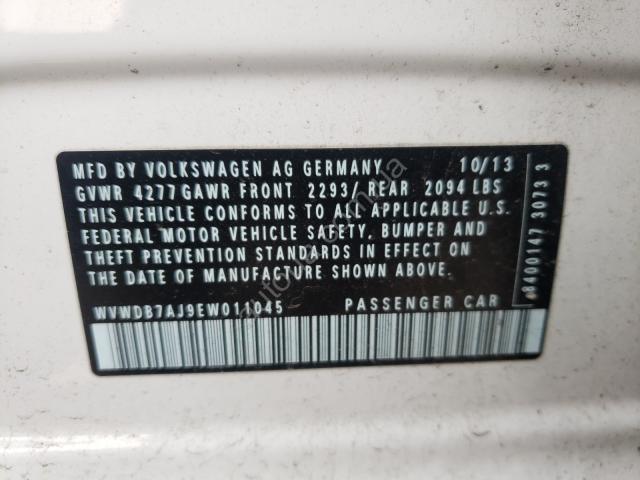 MFD BY VOLKSWAGEN AG GERMANY 10/13
GVWR 4277 GAWR FRONT 2293/ REAR 2094 LBS
THIS VEHICLE CONFORMS TO ALL APPLICABLE U.S.
FEDERAL MOTOR VEHICLE SAFETY, BUMPER AND
THEFT PREVENTION STANDARDS IN EFFECT ON
THE DATE OF MANUFACTURE SHOWN ABOVE.
WVWDB7AJ9EW011045 PASSENGER CAR
8400147 3073 3